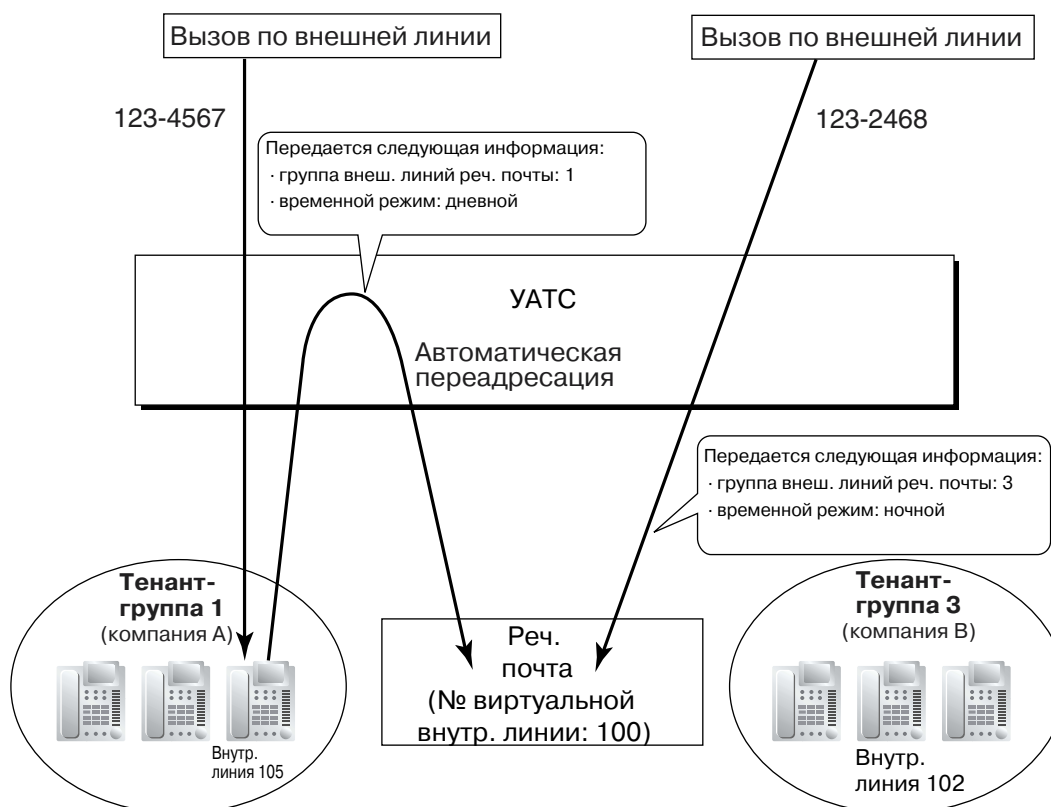 Вызов по внешней линии
Вызов по внешней линии
123-4567
123-2468
Передается следующая информация:
· группа внеш. линий реч. почты: 1
· временной режим: дневной
УАТС
Автоматическая
переадресация
Передается следующая информация:
· группа внеш. линий реч. почты: 3
· временной режим: ночной
Тенант-
группа 1
(компания А)
Внутр.
линия 105
Реч.
почта
(№ виртуальной
внутр. линии: 100)
Тенант-
группа 3
(компания В)
Внутр.
линия 102